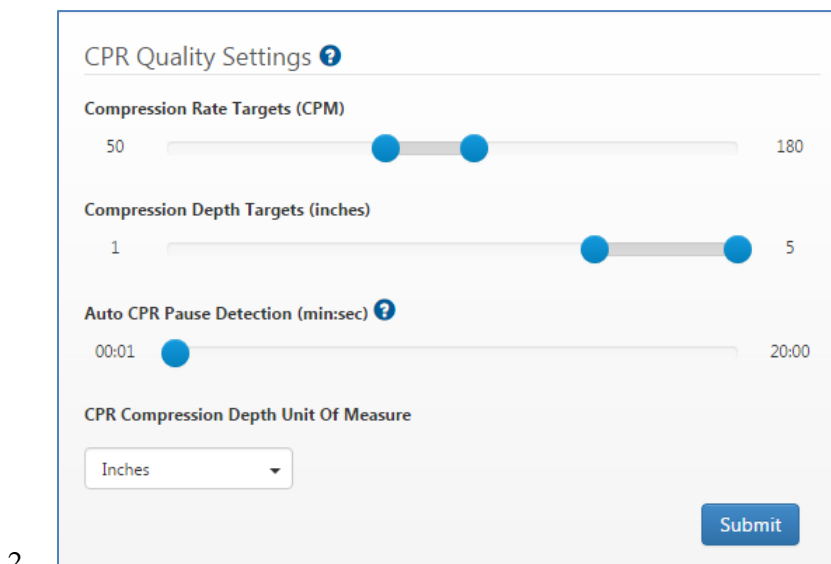 CPR Quality Settings ?
Compression Rate Targets (CPM)
50 180
Compression Depth Targets (inches)
1 5
Auto CPR Pause Detection (min:sec) ?
00:01 20:00
CPR Compression Depth Unit Of Measure
Inches
Submit
2